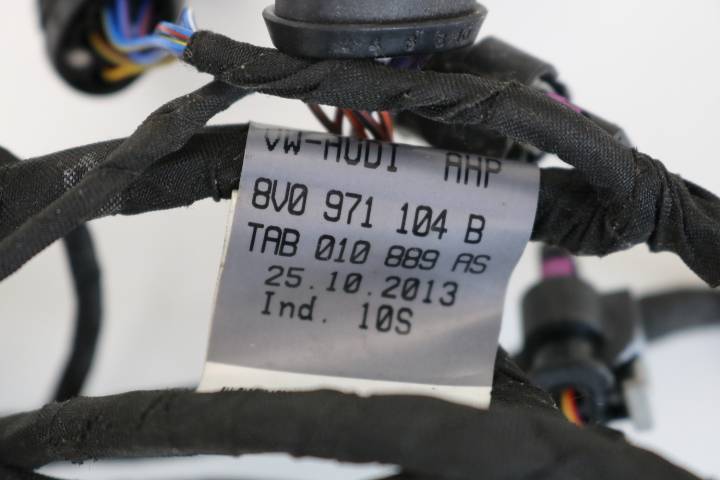 VW-AUDI AHP
8V0 971 104 B
TAB 010 889 AS
25.10.2013
Ind. 10S